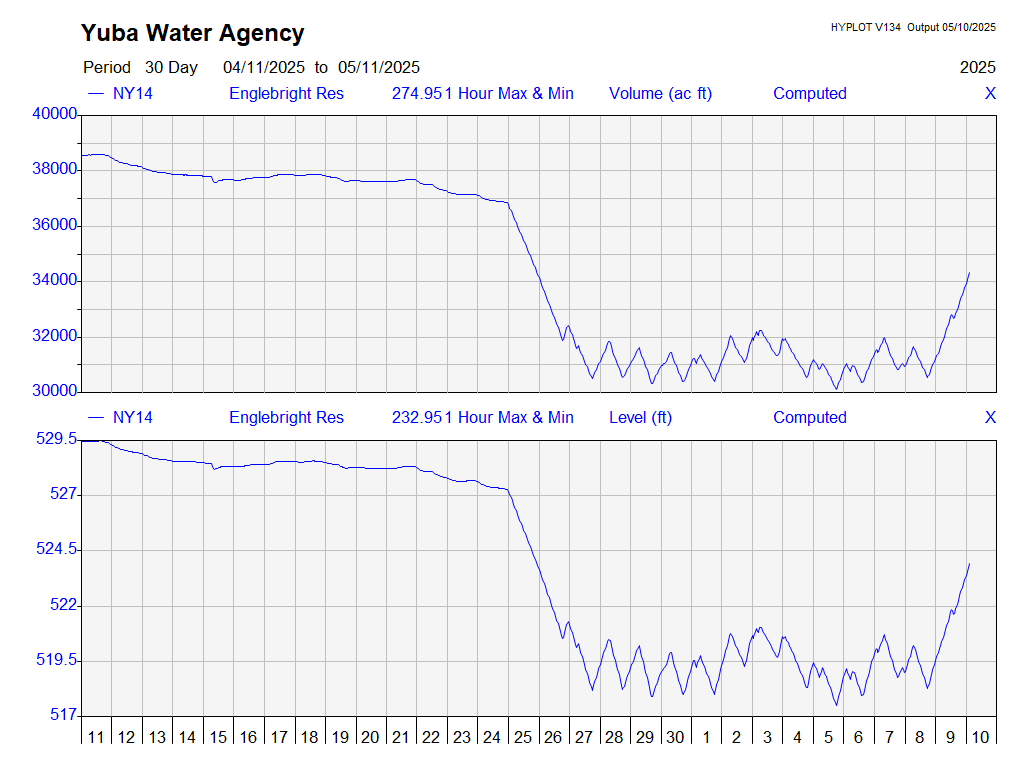 Yuba Water Agency
HYPLOT V134 Output 05/10/2025
Period 30 Day 04/11/2025 to 05/11/2025
2025
NY14 Englebright Res 274.951 Hour Max & Min Volume (ac ft) Computed X
40000
38000
36000
34000
32000
30000
NY14 Englebright Res 232.951 Hour Max & Min Level (ft) Computed X
529.5
527
524.5
522
519.5
517
11 12 13 14 15 16 17 18 19 20 21 22 23 24 25 26 27 28 29 30 1 2 3 4 5 6 7 8 9 10